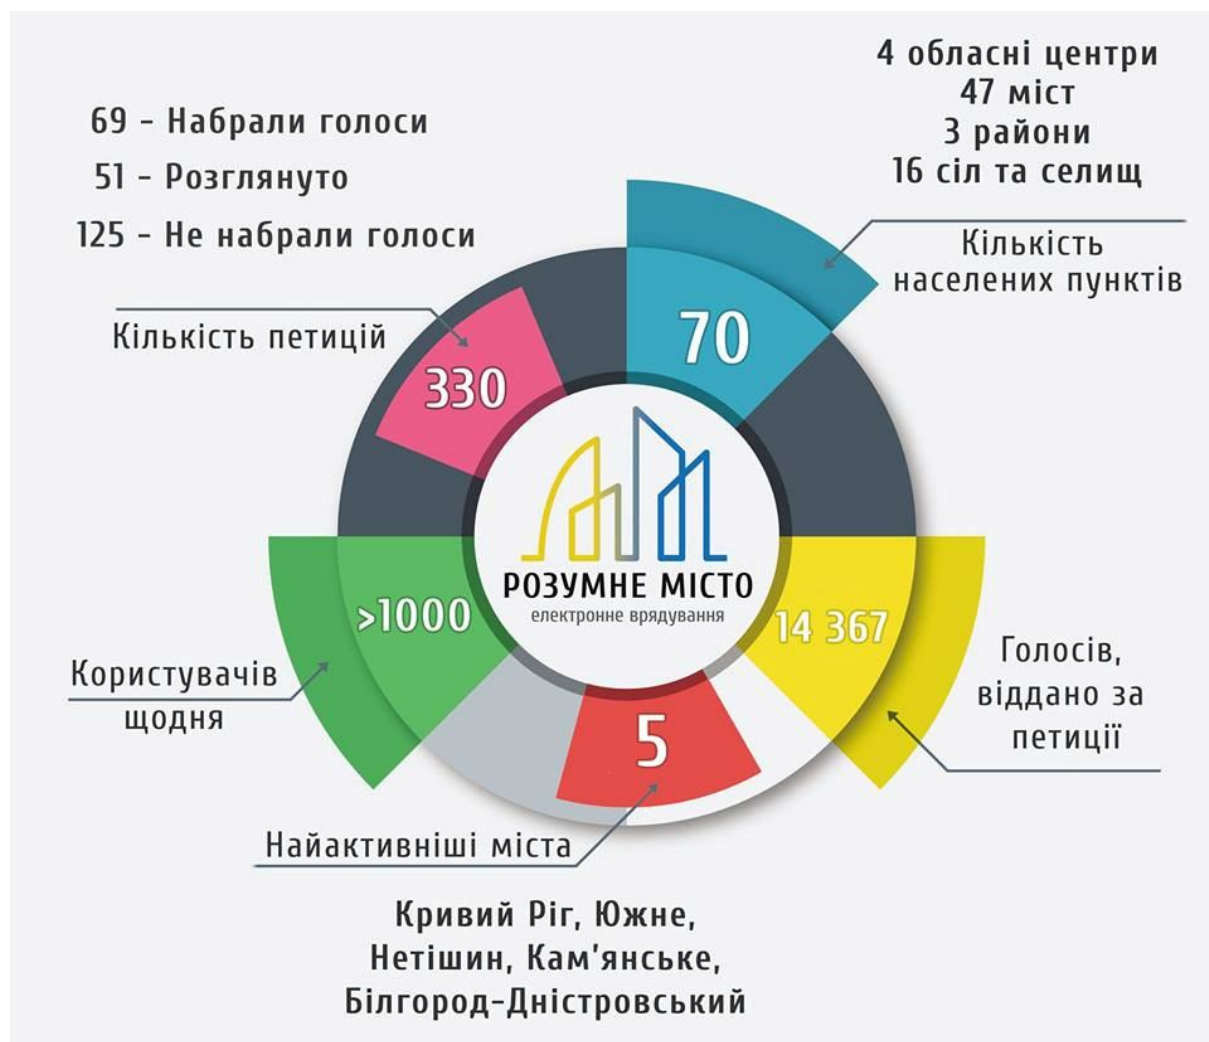 4 обласні центри
47 міст
3 райони
16 сіл та селищ
69 - Набрали голоси
51 - Розглянуто
125 - Не набрали голоси
Кількість
населених пунктів
70
Кількість петицій
330
РОЗУМНЕ МІСТО
електронне врядування
>1000
14 367
Користувачів
щодня
Голосів,
віддано за
петиції
5
Найактивніші міста
Кривий Ріг, Южне,
Нетішин, Кам'янське,
Білгород-Дністровський